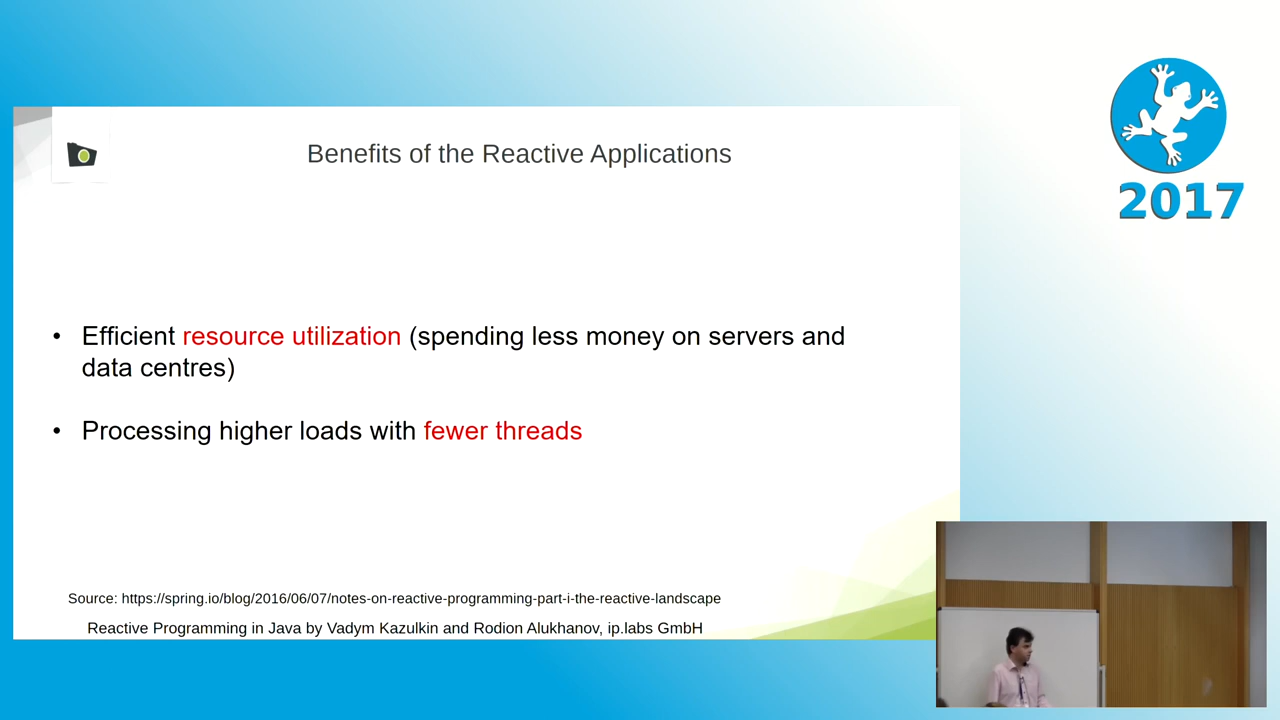 Benefits of the Reactive Applications
2017
• Efficient resource utilization (spending less money on servers and
data centres)
• Processing higher loads with fewer threads
Source: https://spring.io/blog/2016/06/07/notes-on-reactive-programming-part-i-the-reactive-landscape
Reactive Programming in Java by Vadym Kazulkin and Rodion Alukhanov, ip.labs GmbH